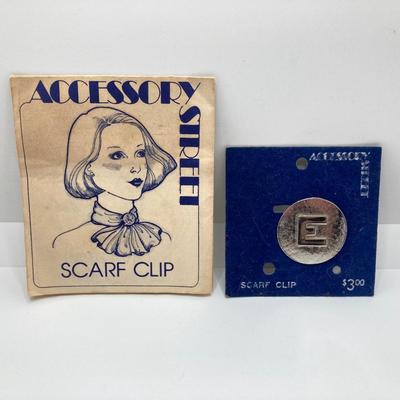 ACCESSORY
STREET
SCARF CLIP
ACCESSORY
STREET
E
SCARF CLIP $3.00